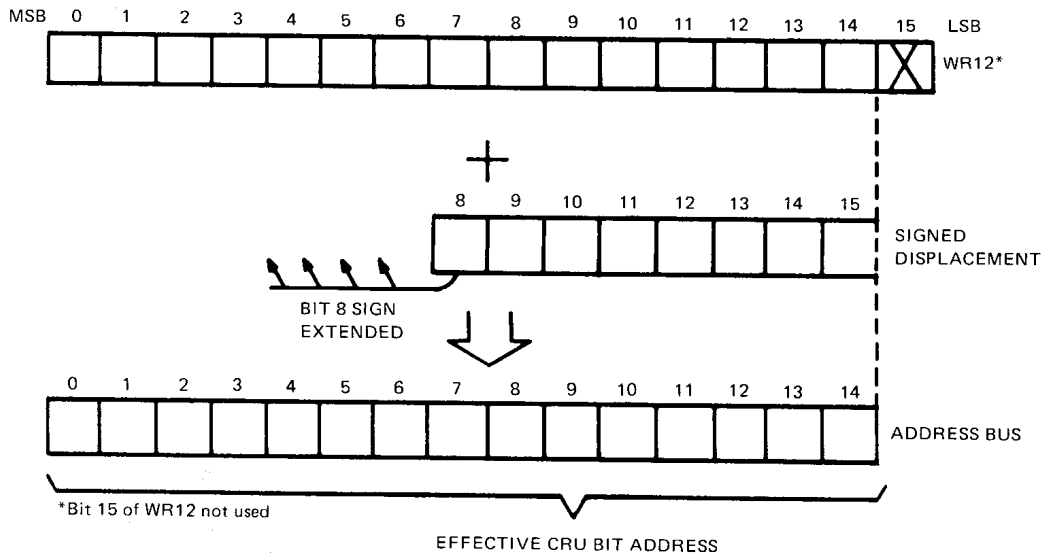 MSB 0 1 2 3 4 5 6 7 8 9 10 11 12 13 14 15 LSB
WR12*
8 9 10 11 12 13 14 15
SIGNED
DISPLACEMENT
BIT 8 SIGN
EXTENDED
0 1 2 3 4 5 6 7 8 9 10 11 12 13 14
ADDRESS BUS
*Bit 15 of WR12 not used
EFFECTIVE CRU BIT ADDRESS